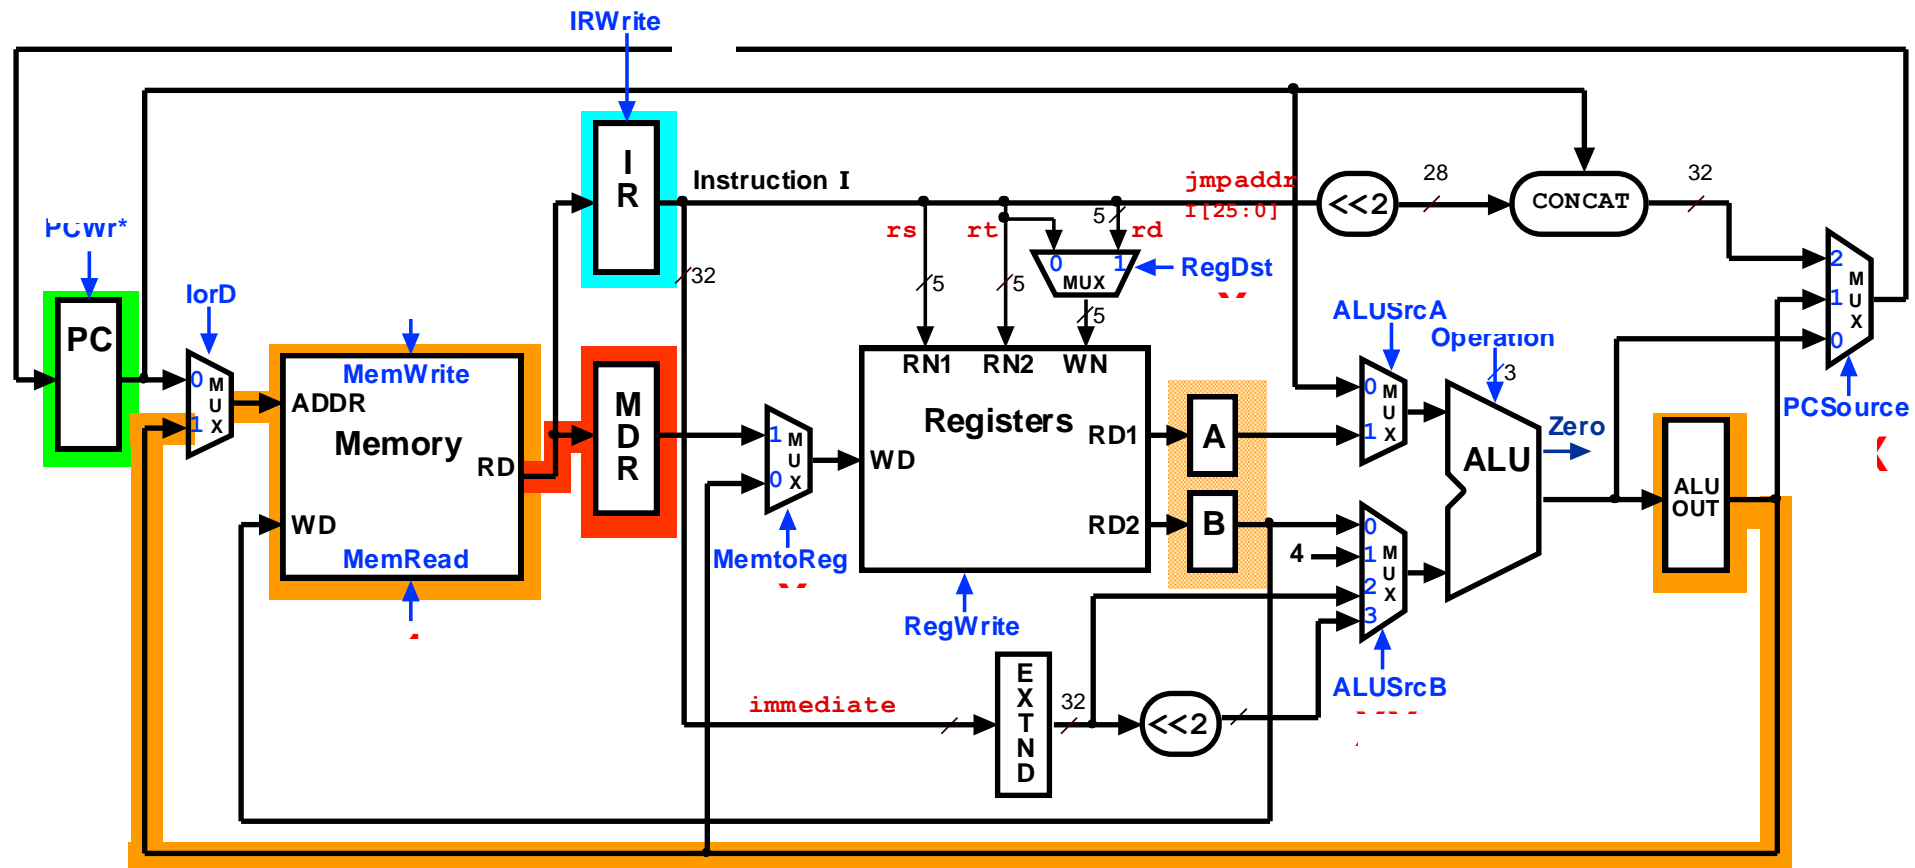 IRWrite
I
R
Instruction I
jmpaddr
I[25:0]
28
32
<<2
CONCAT
5
rs
rt
rd
PCWr*
32
0
1
MUX
RegDst
5
5
5
2
1
0
M
U
X
IorD
PC
0
1
M
U
X
MemWrite
ADDR
Memory
RD
WD
MemRead
M
D
R
1
0
M
U
X
MemtoReg
RN1
RN2
WN
Registers
RD1
WD
RD2
RegWrite
A
B
ALUSrcA
0
1
M
U
X
Operation
3
ALU
Zero
PCSource
ALU
OUT
4
0
1
2
3
M
U
X
ALUSrcB
immediate
E
X
T
N
D
32
<<2